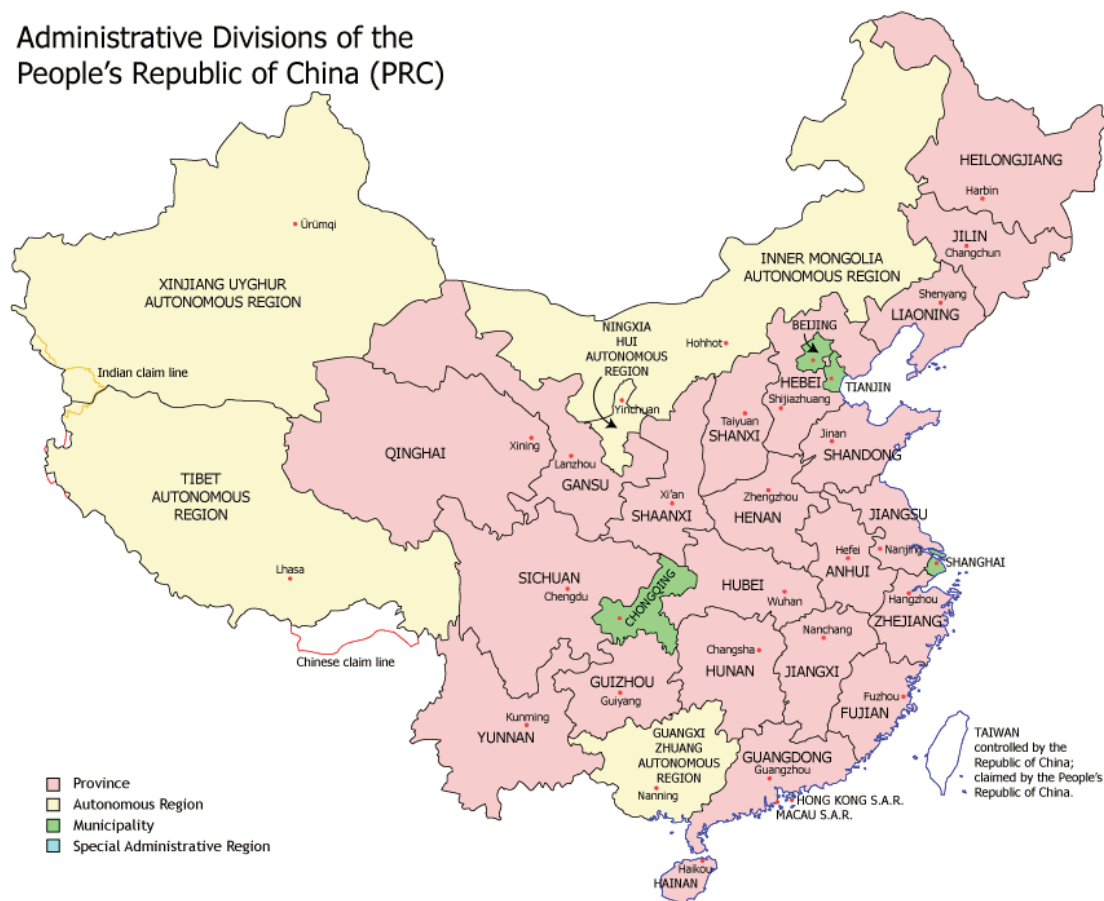 Administrative Divisions of the
People's Republic of China (PRC)
HEILONGJIANG
Harbin
JILIN
Changchun
Ürümqi
INNER MONGOLIA
AUTONOMOUS REGION
XINJIANG UYGHUR
AUTONOMOUS REGION
Shenyang
LIAONING
BEIJING
NINGXIA
HUI
AUTONOMOUS
REGION
Hohhot
Indian claim line
HEBEI
TIANJIN
Shijiazhuang
Yinchuan
Taiyuan
SHANXI
Jinan
SHANDONG
QINGHAI
Xining
Lanzhou
GANSU
TIBET
AUTONOMOUS
REGION
Xi'an
SHAANXI
Zhengzhou
HENAN
JIANGSU
Hefei
ANHUI
Nanjing
SHANGHAI
Lhasa
SICHUAN
Chengdu
CHONGQING
HUBEI
Wuhan
Hangzhou
ZHEJIANG
Nanchang
JIANGXI
Changsha
HUNAN
Chinese claim line
GUIZHOU
Guiyang
Fuzhou
FUJIAN
Kunming
YUNNAN
GUANGXI
ZHUANG
AUTONOMOUS
REGION
Nanning
GUANGDONG
Guangzhou
TAIWAN
controlled by the
Republic of China;
claimed by the People's
Republic of China.
HONG KONG S.A.R.
MACAU S.A.R.
Haikou
HAINAN
Province
Autonomous Region
Municipality
Special Administrative Region